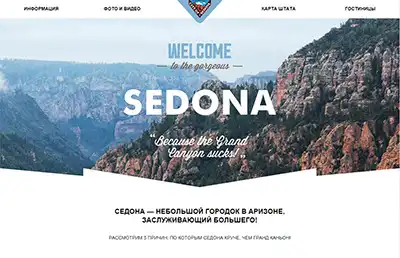 ИНФОРМАЦИЯ ФОТО И ВИДЕО КАРТА ШТАТА ГОСТИНИЦЫ
WELCOME
to the gorgeous
SEDONA
“Because the Grand
Canyon sucks!„
СЕДОНА — НЕБОЛЬШОЙ ГОРОДОК В АРИЗОНЕ,
ЗАСЛУЖИВАЮЩИЙ БОЛЬШЕГО!
РАССМОТРИМ 5 ПРИЧИН, ПО КОТОРЫМ СЕДОНА КРУЧЕ, ЧЕМ ГРАНД КАНЬОН!